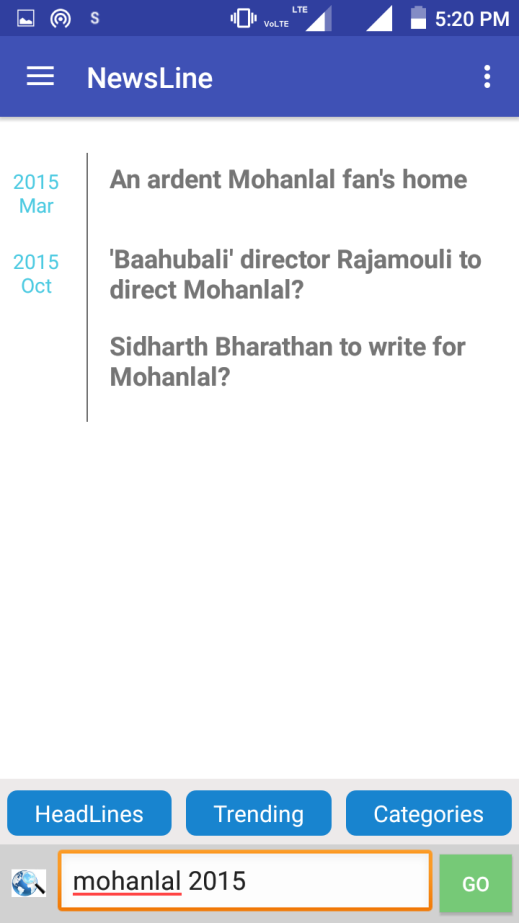 S VoLTE LTE 5:20 PM
NewsLine
2015
Mar
An ardent Mohanlal fan's home
2015
Oct
'Baahubali' director Rajamouli to
direct Mohanlal?
Sidharth Bharathan to write for
Mohanlal?
HeadLines Trending Categories
mohanlal 2015 GO